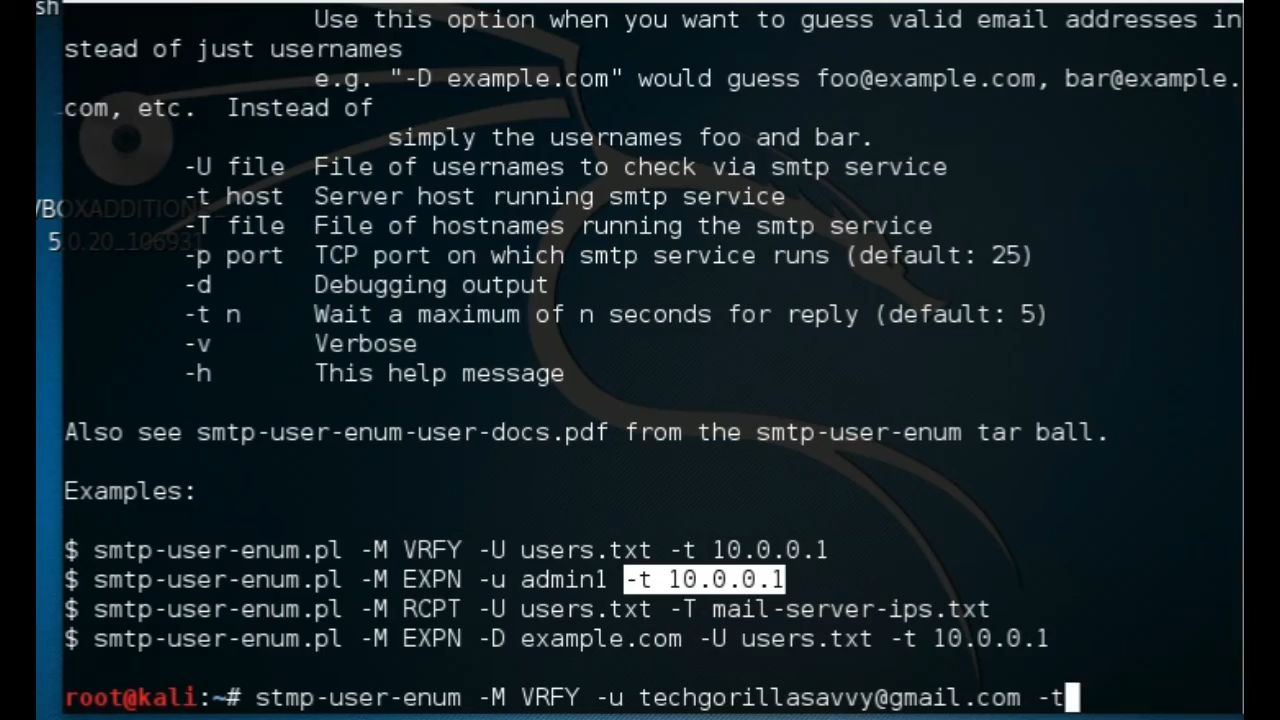 sh
Use this option when you want to guess valid email addresses in
stead of just usernames
e.g. "-D example.com" would guess foo@example.com, bar@example.
com, etc.  Instead of
simply the usernames foo and bar.
-U file  File of usernames to check via smtp service
-t host  Server host running smtp service
-T file  File of hostnames running the smtp service
-p port  TCP port on which smtp service runs (default: 25)
-d       Debugging output
-t n     Wait a maximum of n seconds for reply (default: 5)
-v       Verbose
-h       This help message
VBOXADDITION
5.0.20_106931
Also see smtp-user-enum-user-docs.pdf from the smtp-user-enum tar ball.
Examples:
$ smtp-user-enum.pl -M VRFY -U users.txt -t 10.0.0.1
$ smtp-user-enum.pl -M EXPN -u admin1 -t 10.0.0.1
$ smtp-user-enum.pl -M RCPT -U users.txt -T mail-server-ips.txt
$ smtp-user-enum.pl -M EXPN -D example.com -U users.txt -t 10.0.0.1
root@kali:~# stmp-user-enum -M VRFY -u techgorillasavvy@gmail.com -t